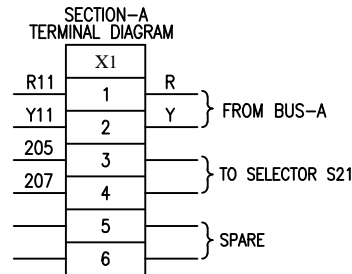 SECTION-A
TERMINAL DIAGRAM
X1
R11 1 R
Y11 2 Y
FROM BUS-A
205 3
207 4
TO SELECTOR S21
5
6
SPARE